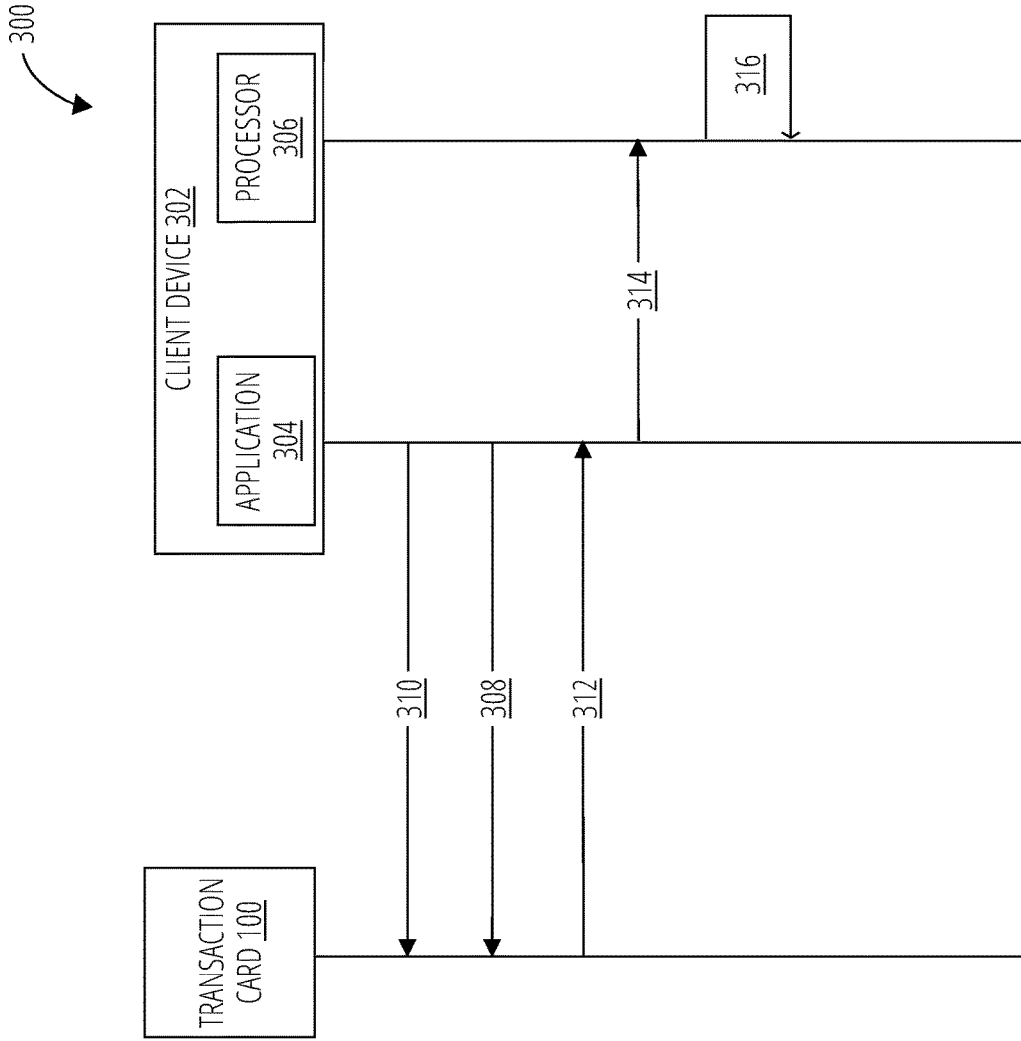 300
TRANSACTION
CARD 100
CLIENT DEVICE 302
APPLICATION
304
PROCESSOR
306
310
308
312
314
316